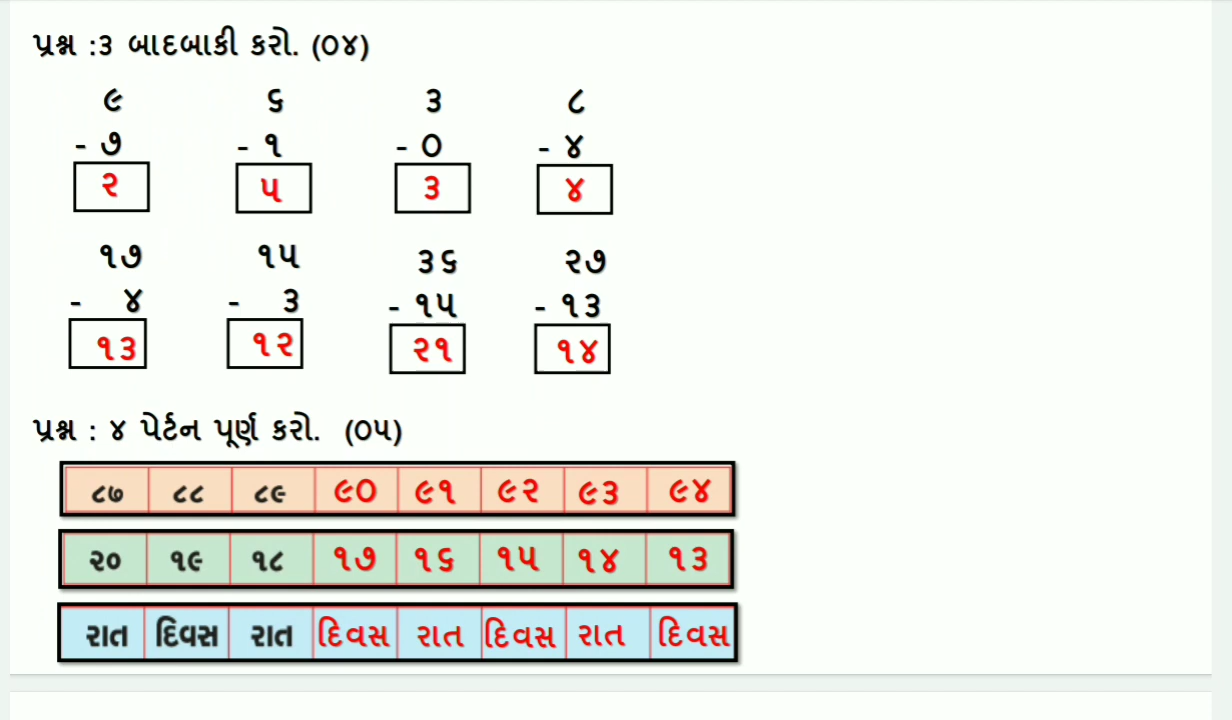 પ્રશ્ન :૩ બાદબાકી કરો. (૦૪)
૯ ૬ ૩ ૮
- ૭ - ૧ - ૦ - ૪
૨ ૫ ૩ ૪
૧૭ ૧૫ ૩૬ ૨૭
- ૪ - ૩ - ૧૫ - ૧૩
૧૩ ૧૨ ૨૧ ૧૪
પ્રશ્ન : ૪ પેર્ટન પૂર્ણ કરો. (૦૫)
૮૭ ૮૮ ૮૯ ૯૦ ૯૧ ૯૨ ૯૩ ૯૪
૨૦ ૧૯ ૧૮ ૧૭ ૧૬ ૧૫ ૧૪ ૧૩
રાત દિવસ રાત દિવસ રાત દિવસ રાત દિવસ